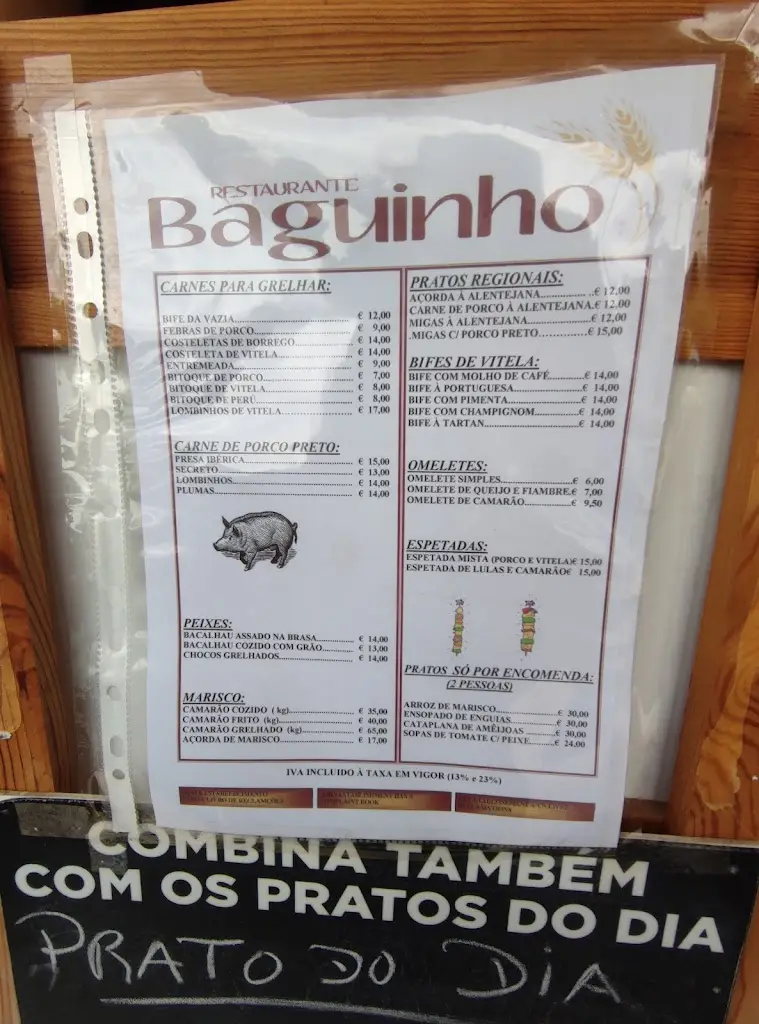 RESTAURANTE
Baguinho
CARNES PARA GRELHAR:
BIFE DA VAZIA........ € 12,00
FEBRAS DE PORCO........ € 9,00
COSTELETAS DE BORREGO........ € 14,00
COSTELETA DE VITELA........ € 14,00
ENTREMEADA........ € 9,00
BITOQUE DE PORCO........ € 7,00
BITOQUE DE VITELA........ € 8,00
BITOQUE DE PERÚ........ € 8,00
LOMBINHOS DE VITELA........ € 17,00
CARNE DE PORCO PRETO:
PRESA IBÉRICA........ € 15,00
SECRETO........ € 13,00
LOMBINHOS........ € 14,00
PLUMAS........ € 14,00
PEIXES:
BACALHAU ASSADO NA BRASA........ € 14,00
BACALHAU COZIDO COM GRÃO........ € 13,00
CHOCOS GRELHADOS........ € 14,00
MARISCO:
CAMARÃO COZIDO ( kg)........ € 35,00
CAMARÃO FRITO (kg)........ € 40,00
CAMARÃO GRELHADO (kg)........ € 65,00
AÇORDA DE MARISCO........ € 17,00
PRATOS REGIONAIS:
AÇORDA À ALENTEJANA........ € 12,00
CARNE DE PORCO À ALENTEJANA.€ 12,00
MIGAS À ALENTEJANA........€ 12,00
.MIGAS C/ PORCO PRETO........€ 15,00
BIFES DE VITELA:
BIFE COM MOLHO DE CAFÉ........€ 14,00
BIFE À PORTUGUESA........€ 14,00
BIFE COM PIMENTA........€ 14,00
BIFE COM CHAMPIGNOM........€ 14,00
BIFE À TARTAN........€ 14,00
OMELETES:
OMELETE SIMPLES........€ 6,00
OMELETE DE QUEIJO E FIAMBRE.€ 7,00
OMELETE DE CAMARÃO........€ 9,50
ESPETADAS:
ESPETADA MISTA (PORCO E VITELA)€ 15,00
ESPETADA DE LULAS E CAMARÃO€ 15,00
PRATOS SÓ POR ENCOMENDA:
(2 PESSOAS)
ARROZ DE MARISCO........€ 30,00
ENSOPADO DE ENGUIAS........€ 30,00
CATAPLANA DE AMÊIJOAS ........€ 30,00
SOPAS DE TOMATE C/ PEIXE........€ 24,00
IVA INCLUIDO À TAXA EM VIGOR (13% e 23%)
LIVRO DE RECLAMÇÕES
COMPLAINT BOOK
COMBINA TAMBÉM
COM OS PRATOS DO DIA
PRATO DO DIA